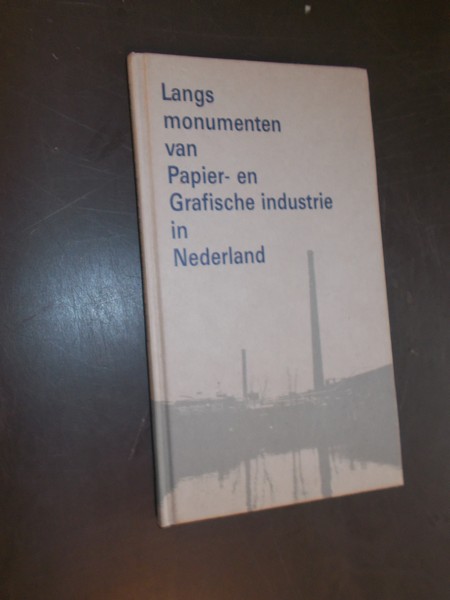 Langs
monumenten
van
Papier- en
Grafische industrie
in
Nederland